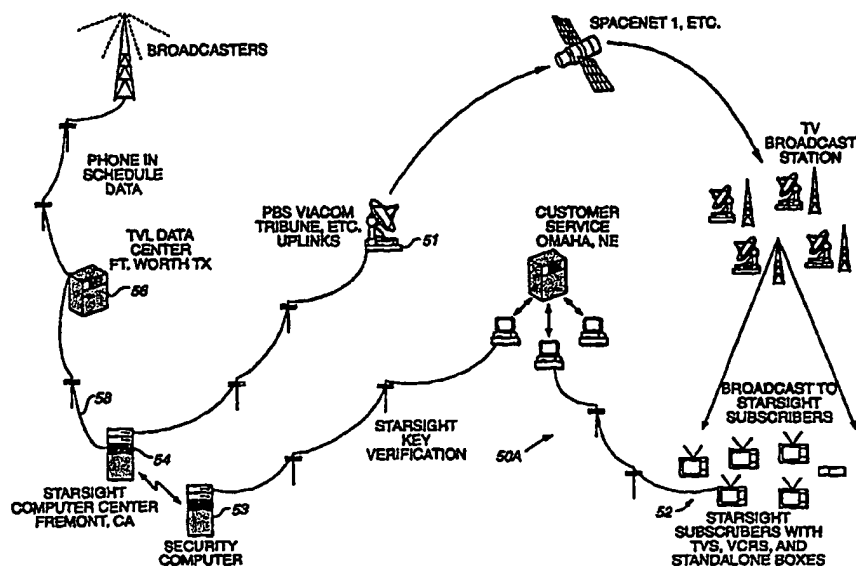 BROADCASTERS
SPACENET 1, ETC.
TV
BROADCAST
STATION
PHONE IN
SCHEDULE
DATA
PBS VIACOM
TRIBUNE, ETC.
UPLINKS
51
CUSTOMER
SERVICE
OMAHA, NE
TVL DATA
CENTER
FT. WORTH TX
56
58
BROADCAST TO
STARSIGHT
SUBSCRIBERS
STARSIGHT
KEY
VERIFICATION
50A
54
STARSIGHT
COMPUTER CENTER
FREMONT, CA
53
SECURITY
COMPUTER
52
STARSIGHT
SUBSCRIBERS WITH
TVS, VCRS, AND
STANDALONE BOXES